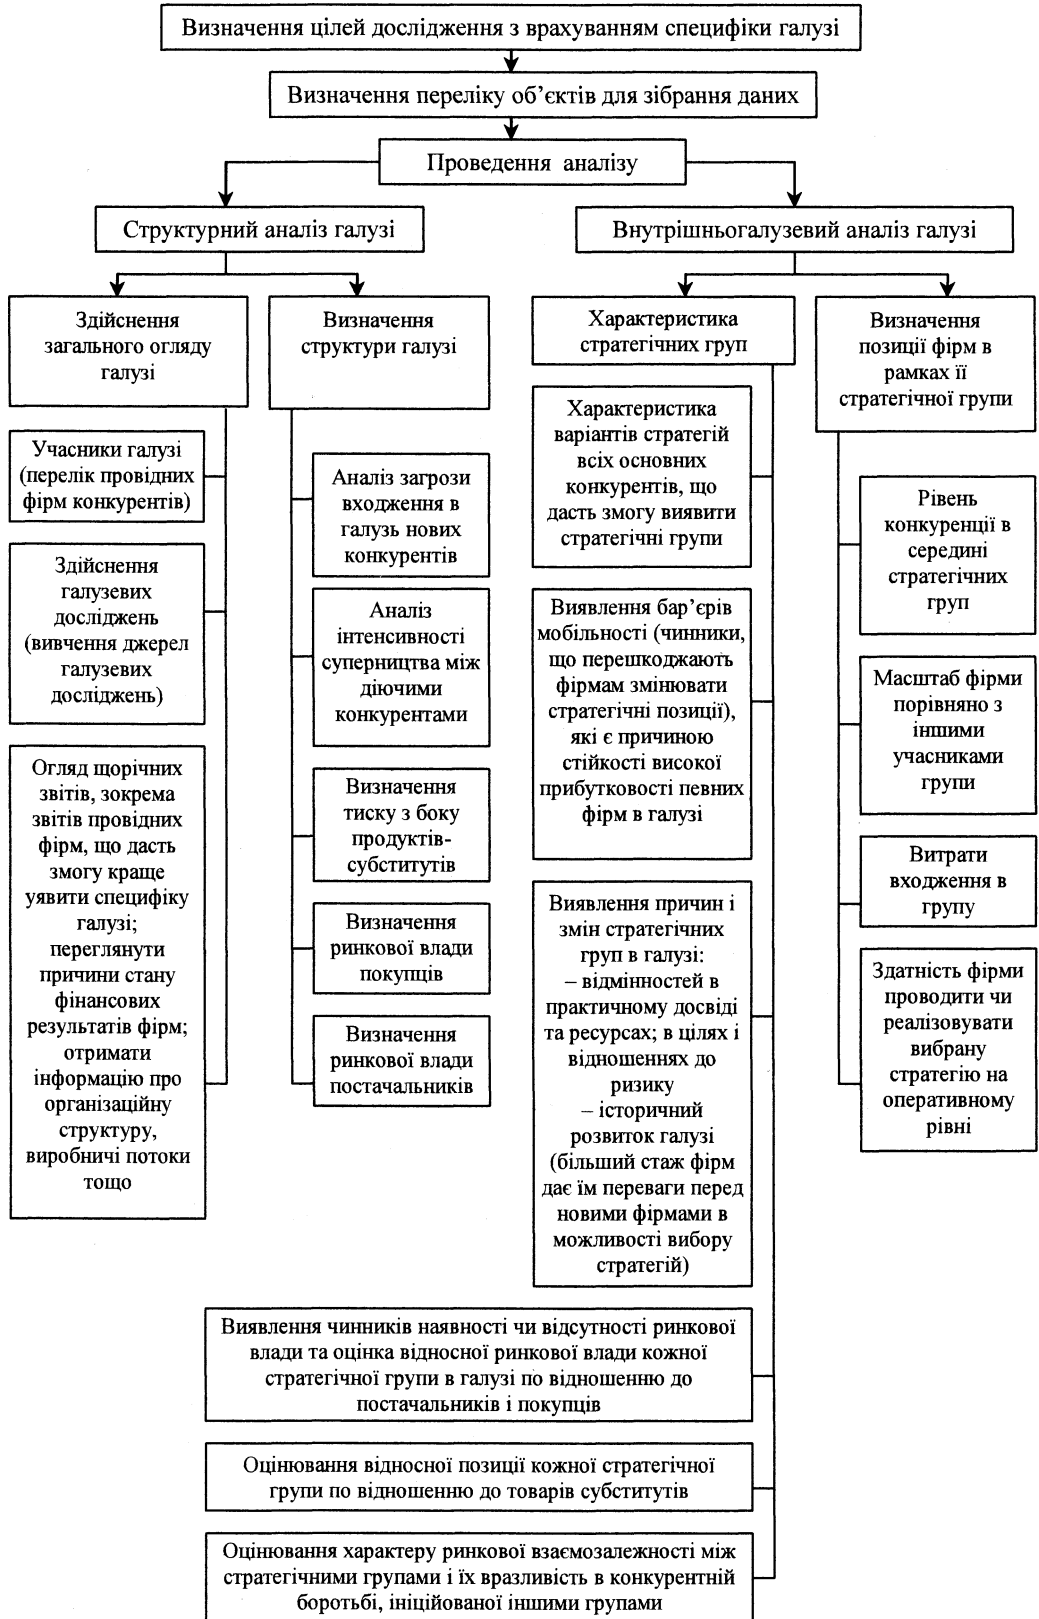 Визначення цілей дослідження з врахуванням специфіки галузі
Визначення переліку об’єктів для зібрання даних
Проведення аналізу
Структурний аналіз галузі
Внутрішньогалузевий аналіз галузі
Здійснення
загального огляду
галузі
Визначення
структури галузі
Характеристика
стратегічних груп
Визначення
позиції фірм в
рамках її
стратегічної групи
Учасники галузі
(перелік провідних
фірм конкурентів)
Здійснення
галузевих
досліджень
(вивчення джерел
галузевих
досліджень)
Огляд щорічних
звітів, зокрема
звітів провідних
фірм, що дасть
змогу краще
уявити специфіку
галузі;
переглянути
причини стану
фінансових
результатів фірм;
отримати
інформацію про
організаційну
структуру,
виробничі потоки
тощо
Аналіз загрози
входження в
галузь нових
конкурентів
Аналіз
інтенсивності
суперництва між
діючими
конкурентами
Визначення
тиску з боку
продуктів-
субститутів
Визначення
ринкової влади
покупців
Визначення
ринкової влади
постачальників
Характеристика
варіантів стратегій
всіх основних
конкурентів, що
дасть змогу виявити
стратегічні групи
Виявлення бар’єрів
мобільності (чинники,
що перешкоджають
фірмам змінювати
стратегічні позиції),
які є причиною
стійкості високої
прибутковості певних
фірм в галузі
Виявлення причин і
змін стратегічних
груп в галузі:
– відмінностей в
практичному досвіді
та ресурсах; в цілях і
відношеннях до
ризику
– історичний
розвиток галузі
(більший стаж фірм
дає їм переваги перед
новими фірмами в
можливості вибору
стратегій)
Виявлення чинників наявності чи відсутності ринкової
влади та оцінка відносної ринкової влади кожної
стратегічної групи в галузі по відношенню до
постачальників і покупців
Оцінювання відносної позиції кожної стратегічної
групи по відношенню до товарів субститутів
Оцінювання характеру ринкової взаємозалежності між
стратегічними групами і їх вразливість в конкурентній
боротьбі, ініційованої іншими групами
Рівень
конкуренції в
середині
стратегічних
груп
Масштаб фірми
порівняно з
іншими
учасниками
групи
Витрати
входження в
групу
Здатність фірми
проводити чи
реалізовувати
вибрану
стратегію на
оперативному
рівні